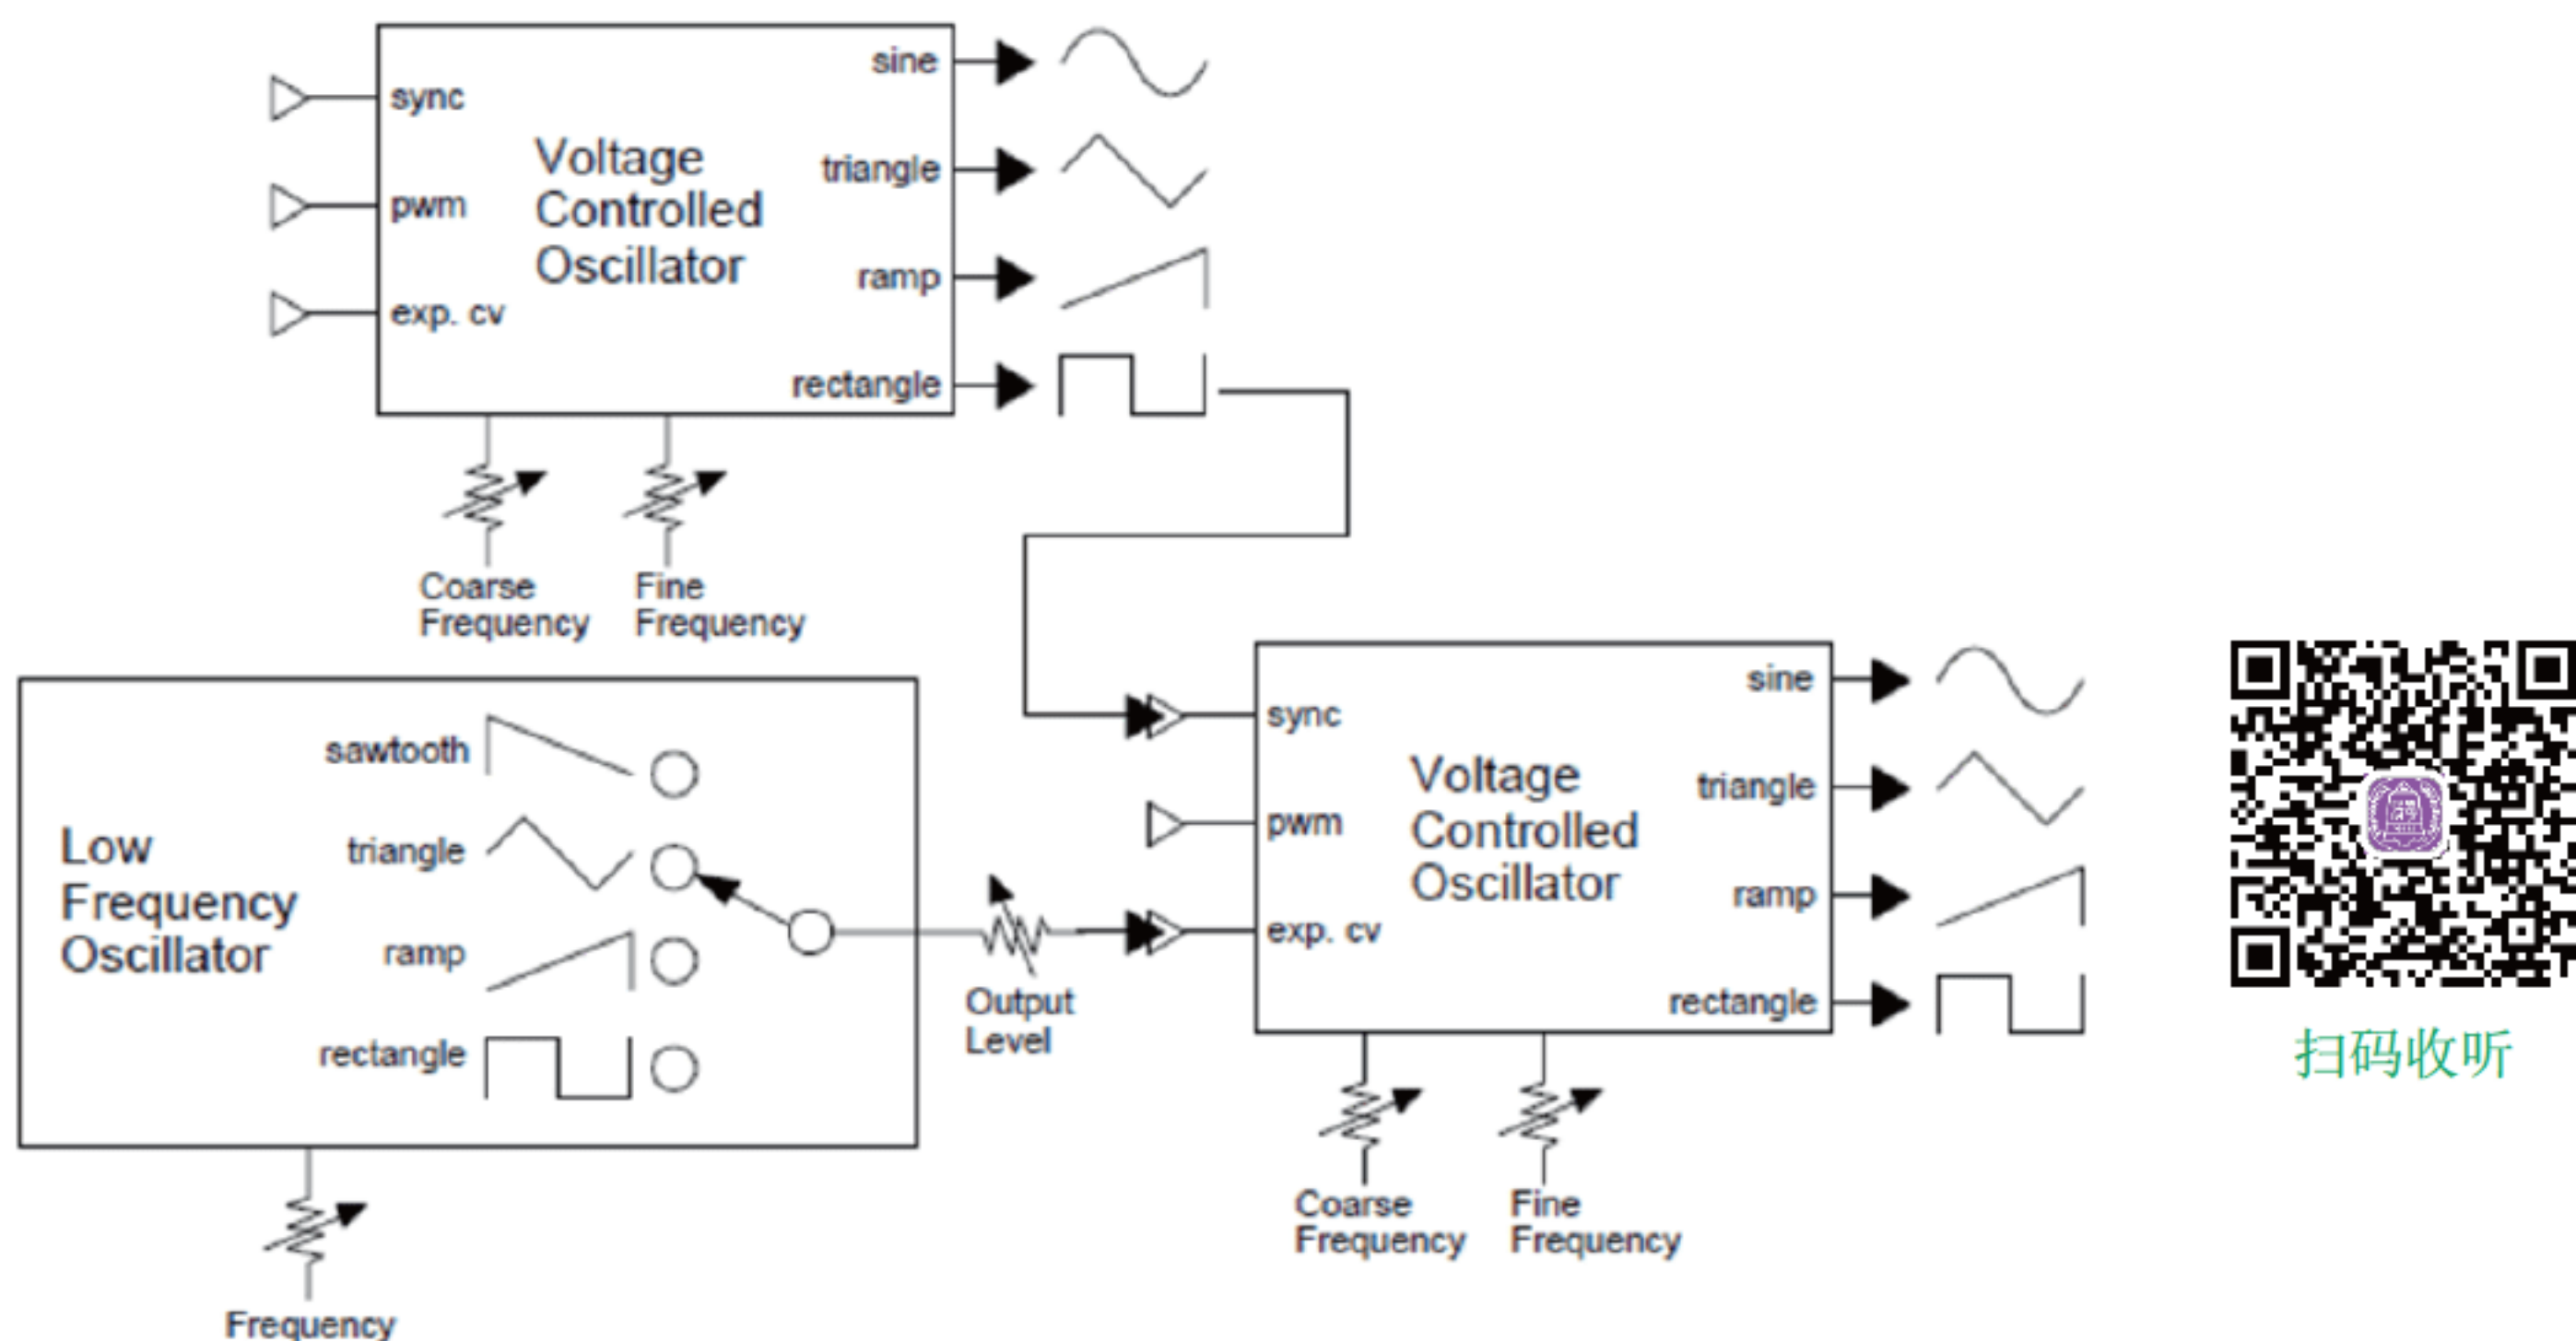 sync
pwm
exp. cv
Voltage
Controlled
Oscillator
sine
triangle
ramp
rectangle
Coarse
Frequency
Fine
Frequency
Low
Frequency
Oscillator
sawtooth
triangle
ramp
rectangle
Frequency
Output
Level
sync
pwm
exp. cv
Voltage
Controlled
Oscillator
sine
triangle
ramp
rectangle
Coarse
Frequency
Fine
Frequency
扫码收听